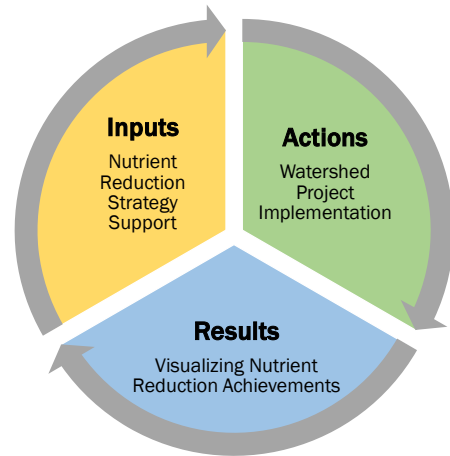 Inputs
Nutrient
Reduction
Strategy
Support
Actions
Watershed
Project
Implementation
Results
Visualizing Nutrient
Reduction Achievements